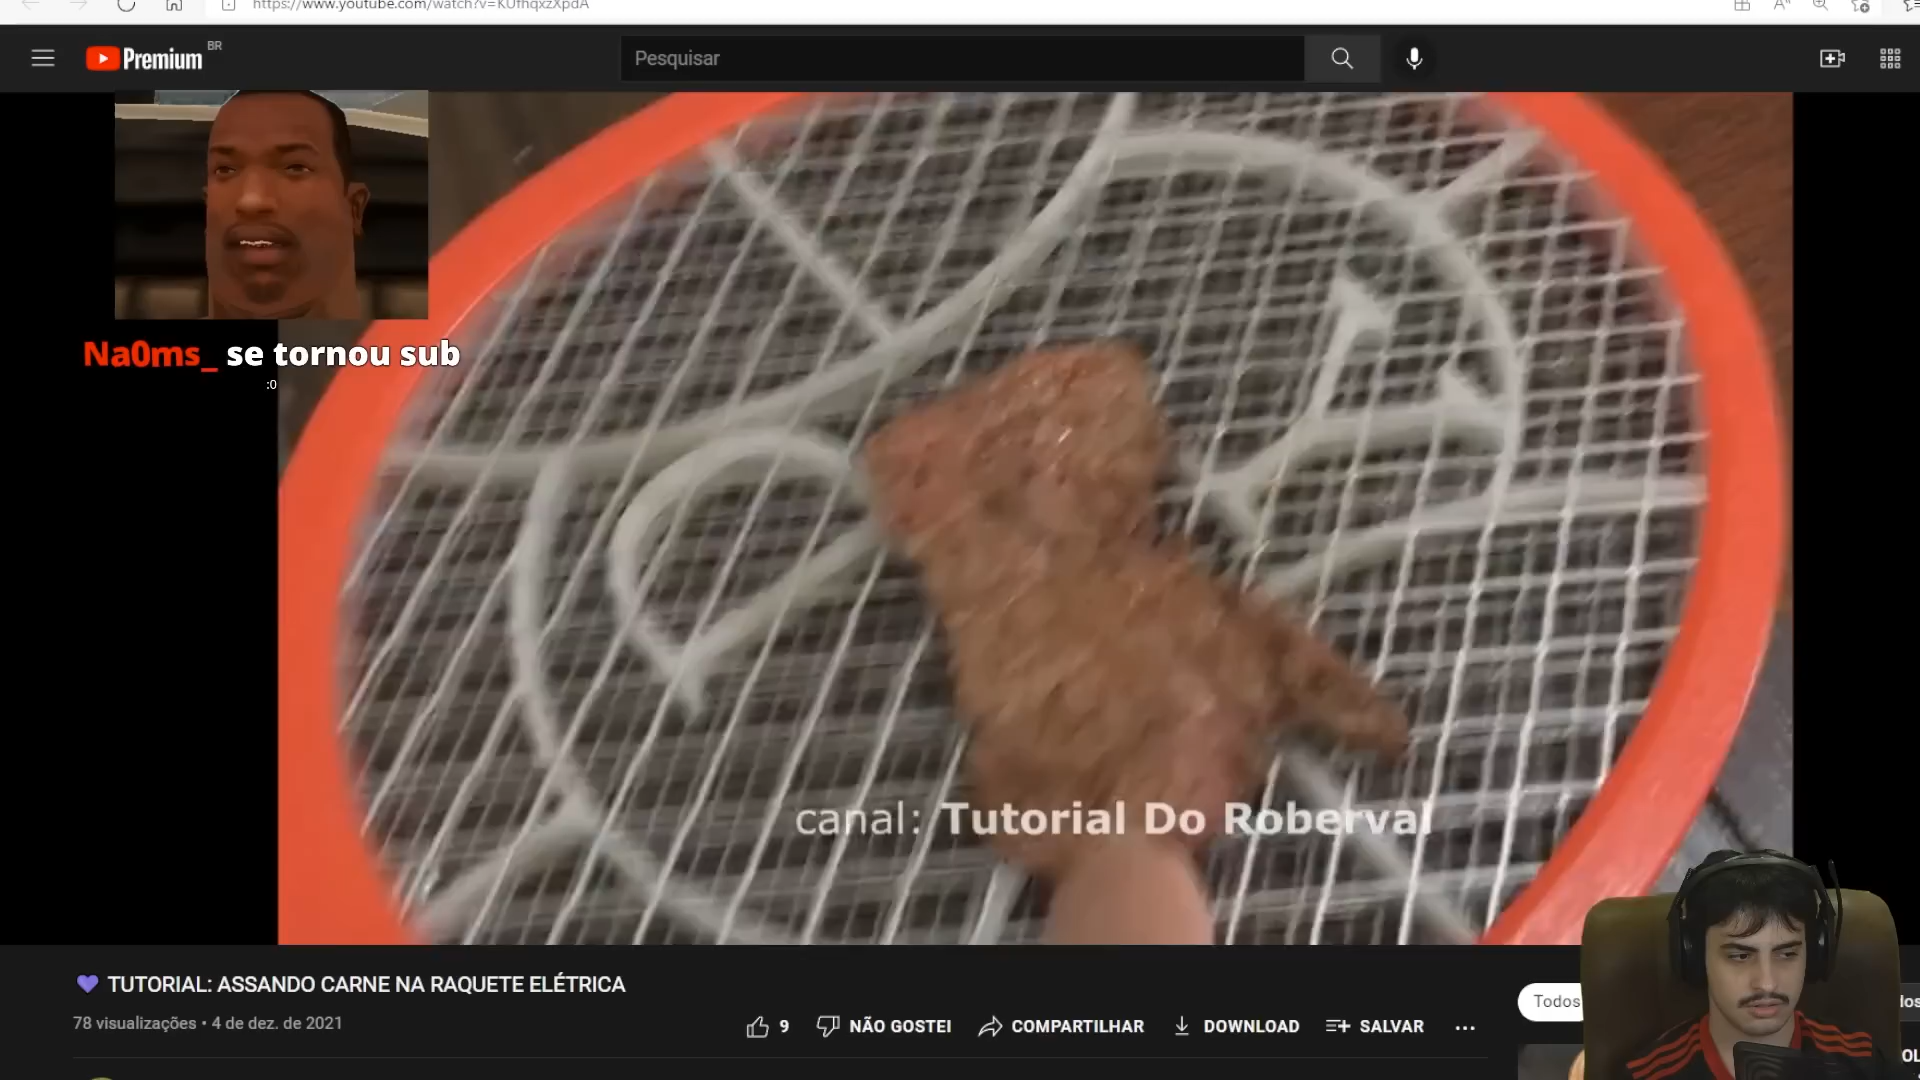 https://www.youtube.com/watch?v=KUfhqxzXpdA
Premium BR
Pesquisar
Na0ms_ se tornou sub
:0
canal: Tutorial Do Roberval
💜 TUTORIAL: ASSANDO CARNE NA RAQUETE ELÉTRICA
78 visualizações • 4 de dez. de 2021
9 NÃO GOSTEI COMPARTILHAR DOWNLOAD SALVAR
Todos